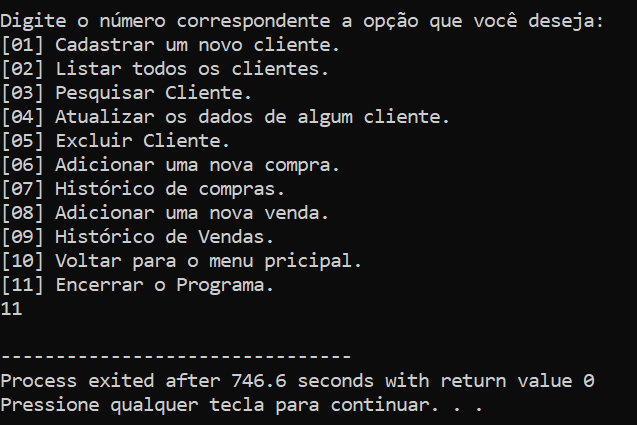 Digite o número correspondente a opção que você deseja:
[01] Cadastrar um novo cliente.
[02] Listar todos os clientes.
[03] Pesquisar Cliente.
[04] Atualizar os dados de algum cliente.
[05] Excluir Cliente.
[06] Adicionar uma nova compra.
[07] Histórico de compras.
[08] Adicionar uma nova venda.
[09] Histórico de Vendas.
[10] Voltar para o menu pricipal.
[11] Encerrar o Programa.
11
--------------------------------
Process exited after 746.6 seconds with return value 0
Pressione qualquer tecla para continuar. . .